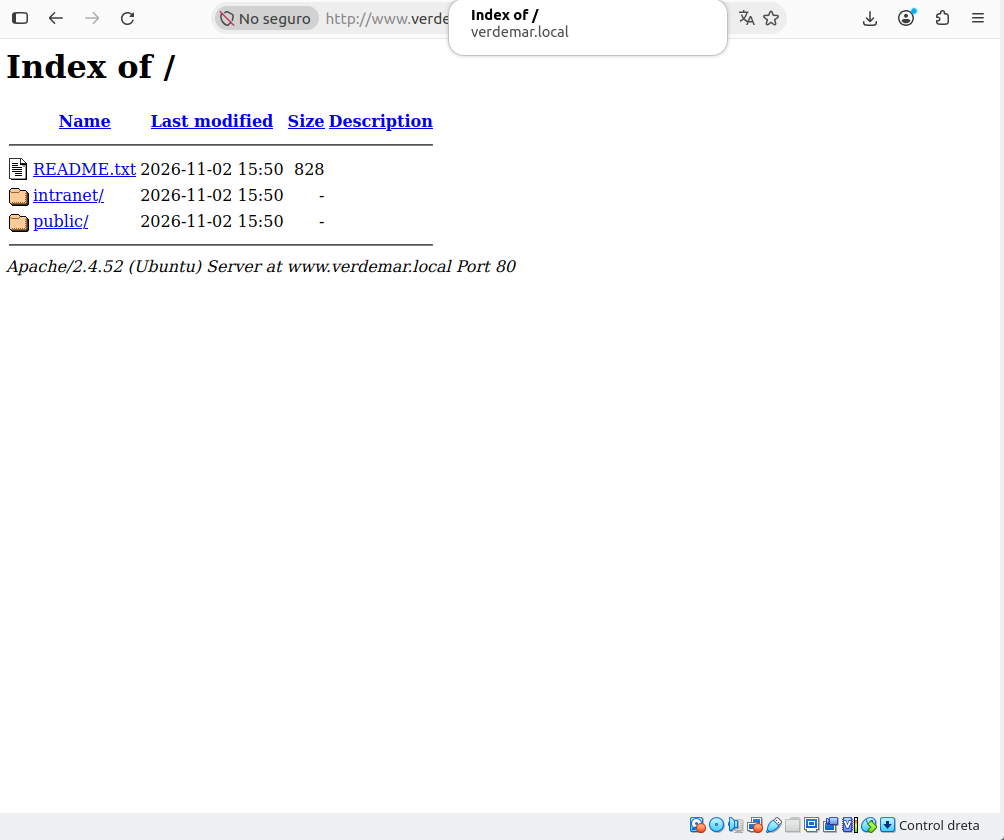 No seguro http://www.verde
Index of /
verdemar.local
Index of /
Name Last modified Size Description
README.txt 2026-11-02 15:50 828
intranet/ 2026-11-02 15:50 -
public/ 2026-11-02 15:50 -
Apache/2.4.52 (Ubuntu) Server at www.verdemar.local Port 80
Control dreta